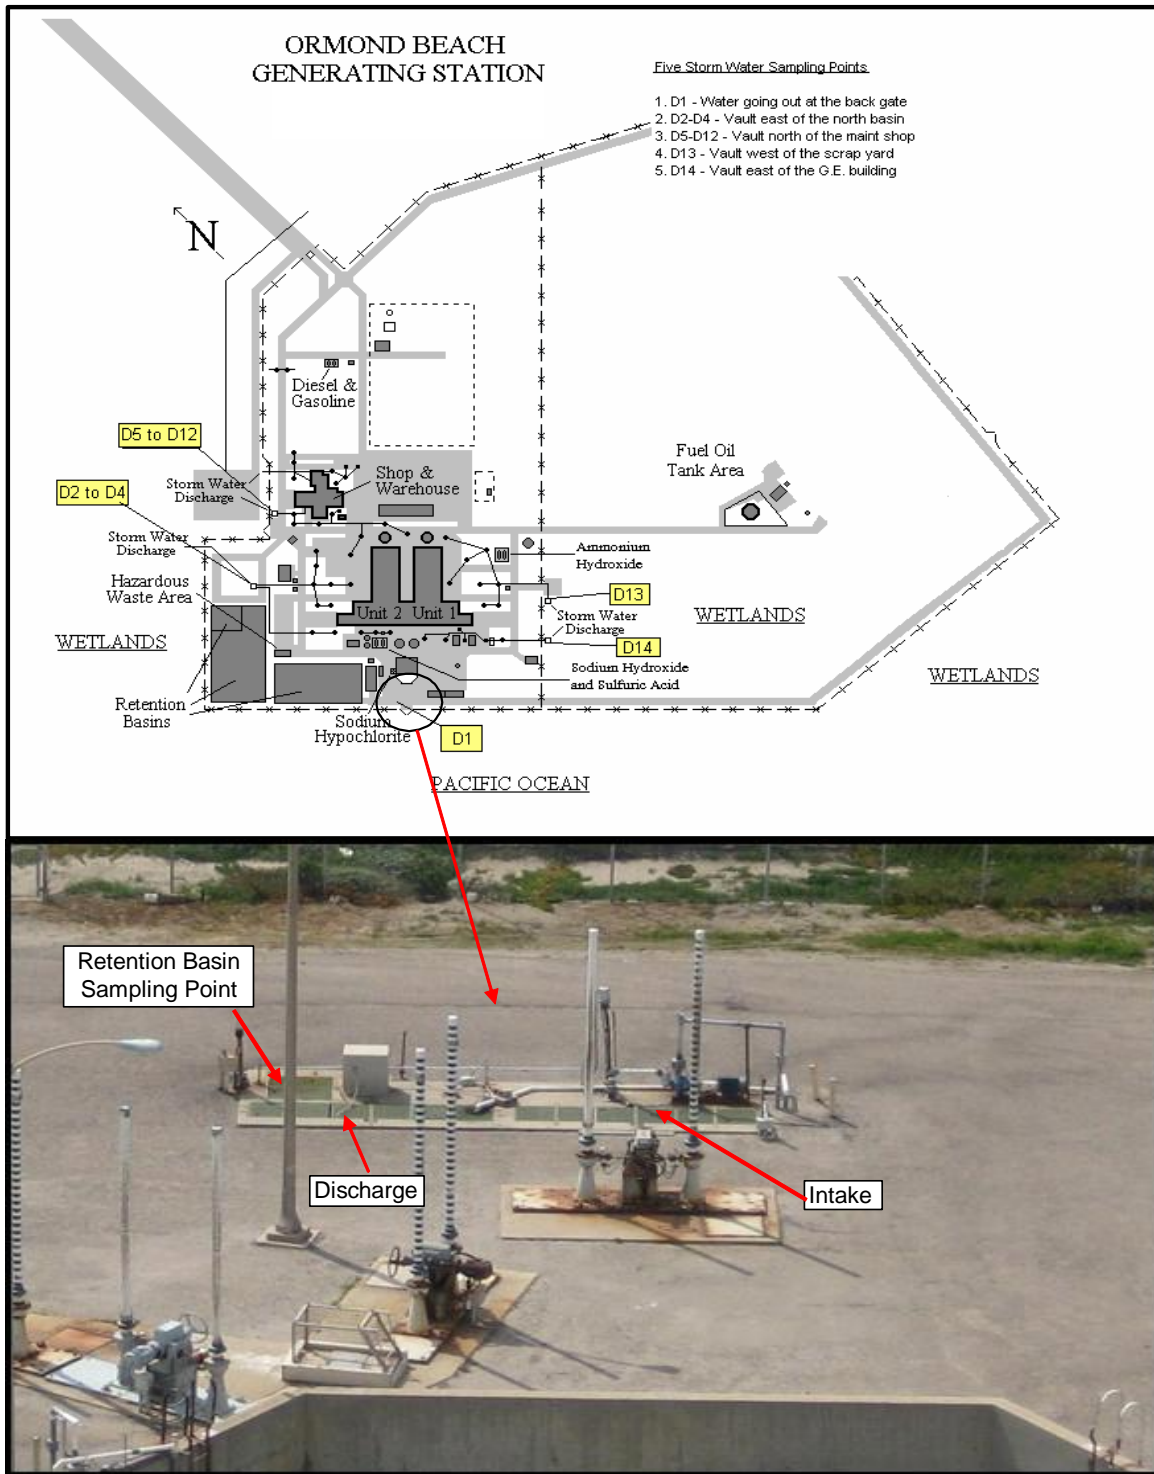 ORMOND BEACH
GENERATING STATION
Five Storm Water Sampling Points
1. D1 - Water going out at the back gate
2. D2-D4 - Vault east of the north basin
3. D5-D12 - Vault north of the maint shop
4. D13 - Vault west of the scrap yard
5. D14 - Vault east of the G.E. building
N
Diesel &
Gasoline
D5 to D12
Storm Water
Discharge
Shop &
Warehouse
Fuel Oil
Tank Area
D2 to D4
Storm Water
Discharge
Ammonium
Hydroxide
Hazardous
Waste Area
Unit 2
Unit 1
D13
Storm Water
Discharge
WETLANDS
WETLANDS
D14
Sodium Hydroxide
and Sulfuric Acid
WETLANDS
Retention
Basins
Sodium
Hypochlorite
D1
PACIFIC OCEAN
Retention Basin
Sampling Point
Discharge
Intake